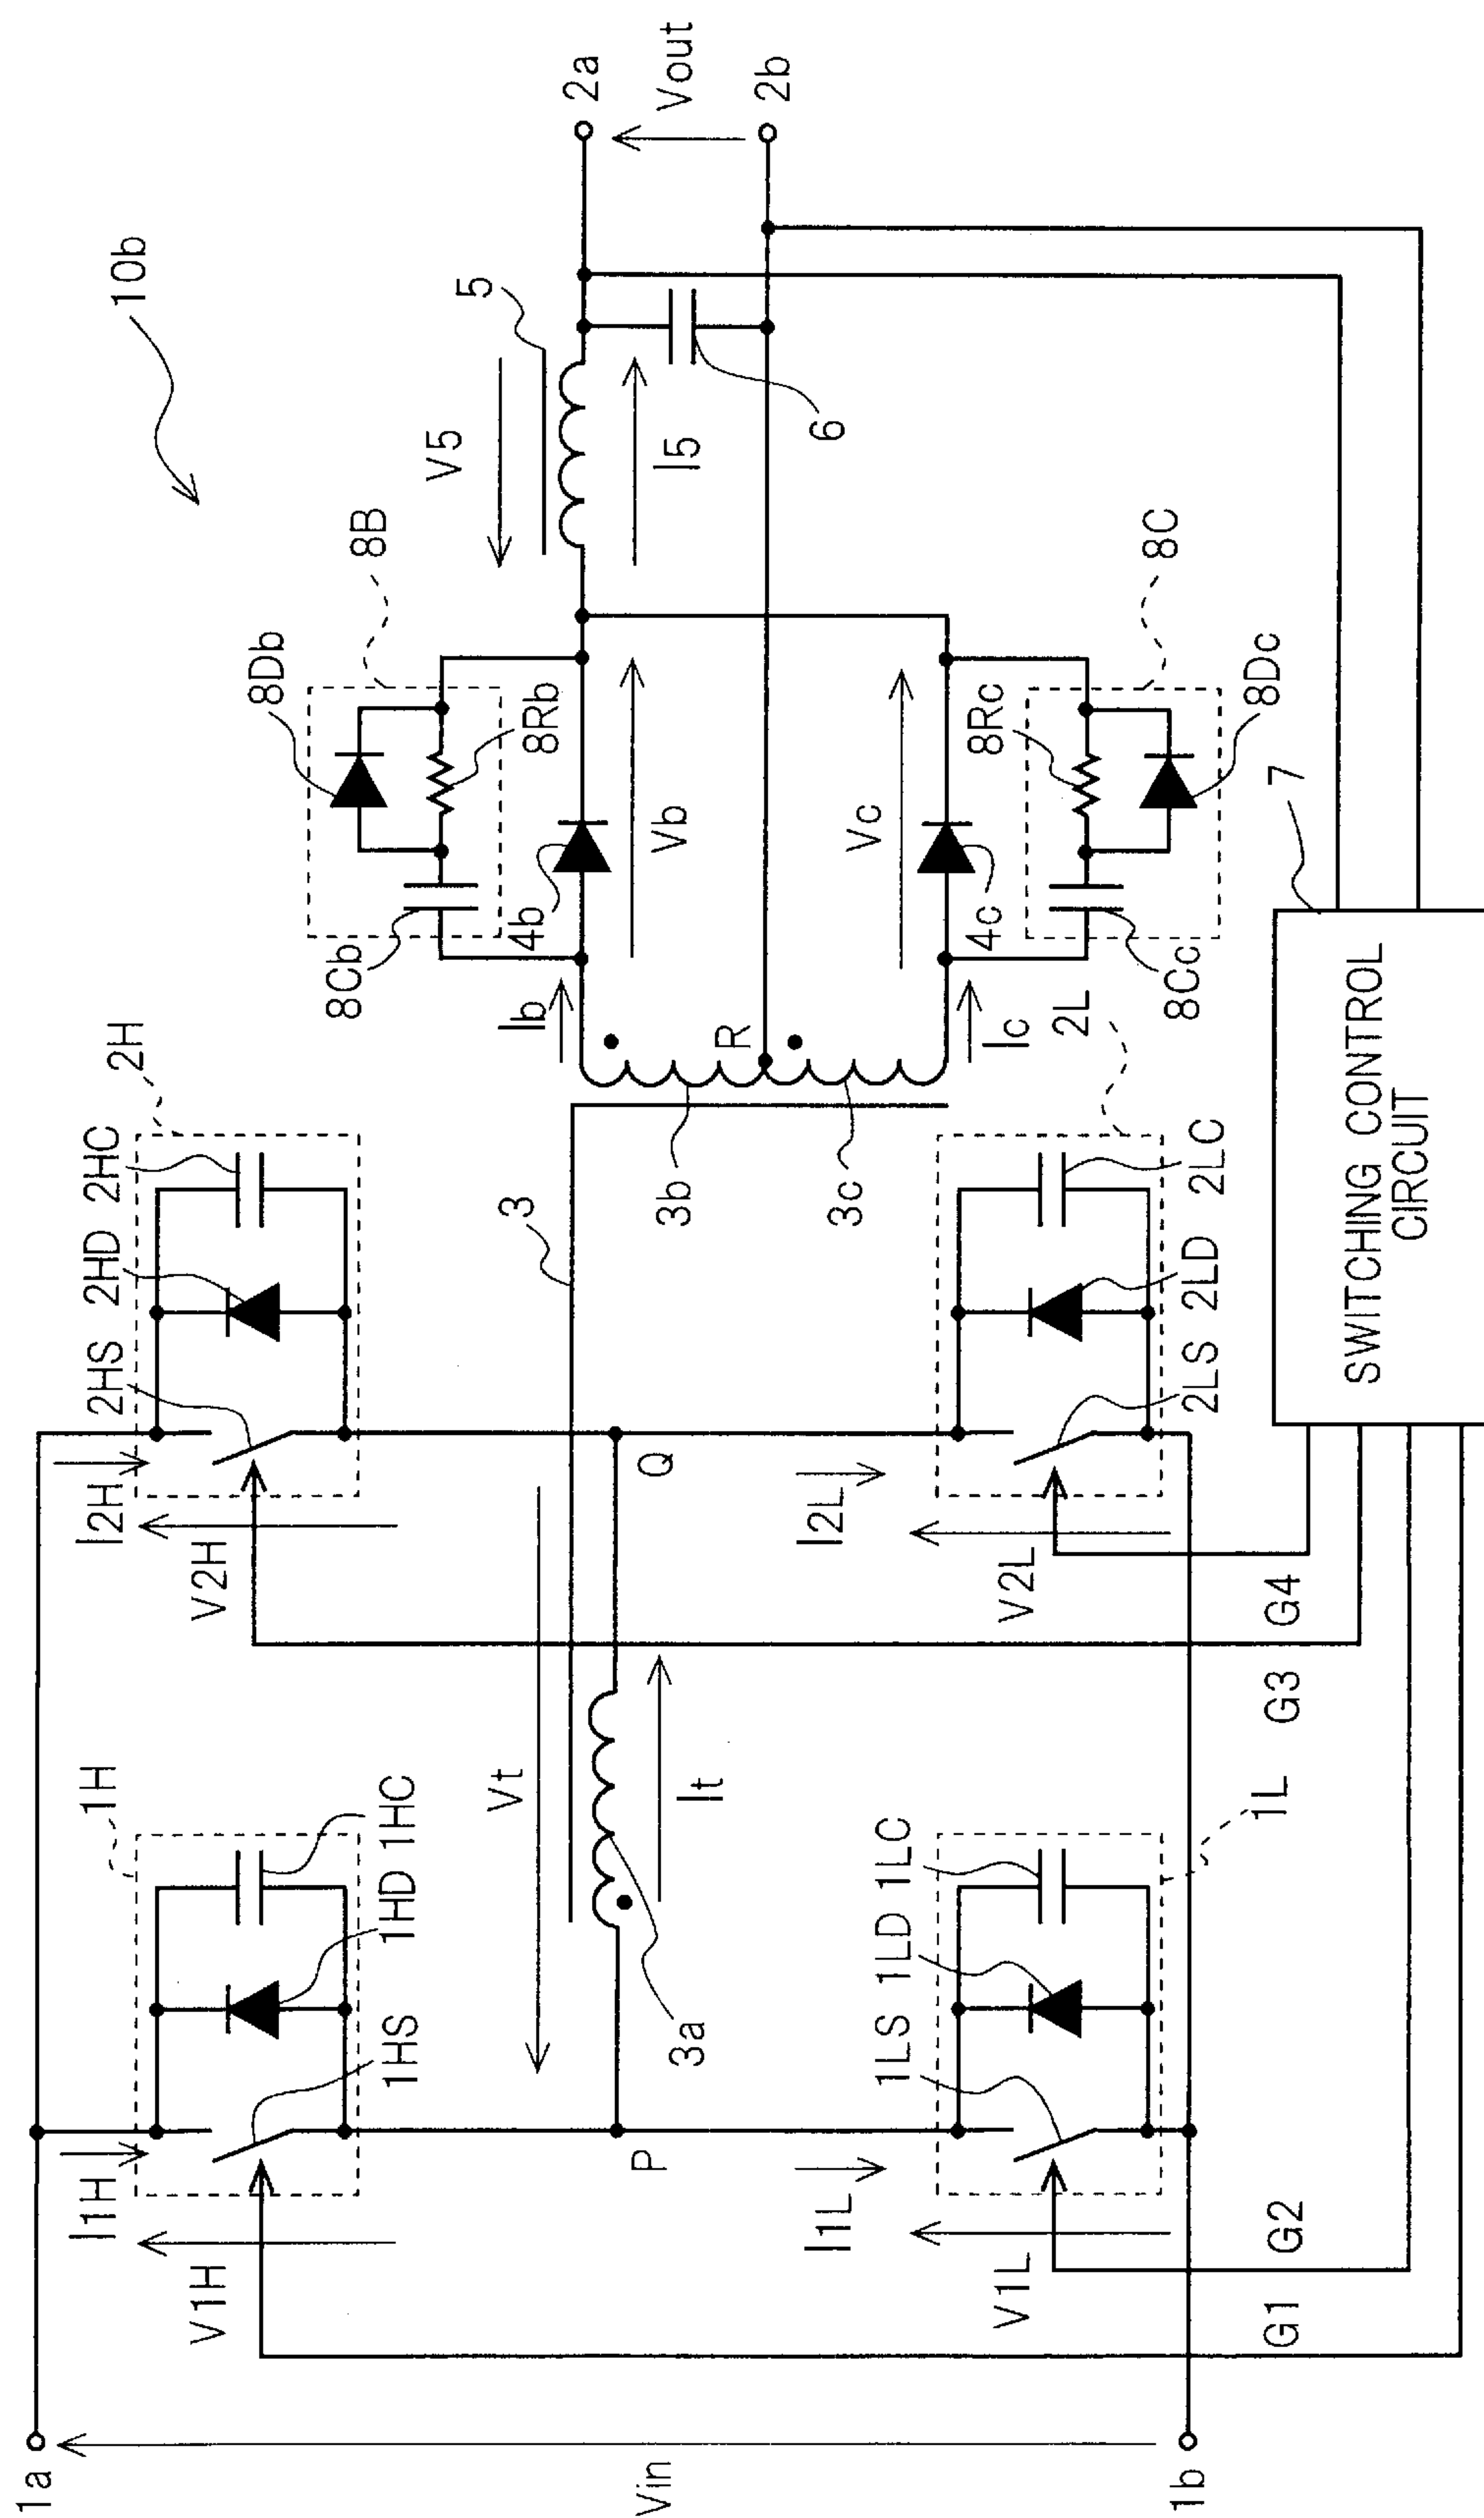 10b
1a
Vin
1b
I1H
V1H
1H
1HS
1HD
1HC
P
I1L
V1L
1L
1LS
1LD
1LC
G1
G2
G3
G4
Vt
It
3a
3
I2H
V2H
2H
2HS
2HD
2HC
Q
I2L
V2L
2L
2LS
2LD
2LC
3b
3c
R
Ib
Ic
4b
4c
Vb
Vc
8B
8Cb
8Db
8Rb
8C
8Cc
8Rc
8Dc
V5
I5
5
6
2a
Vout
2b
7
SWITCHING CONTROL
CIRCUIT